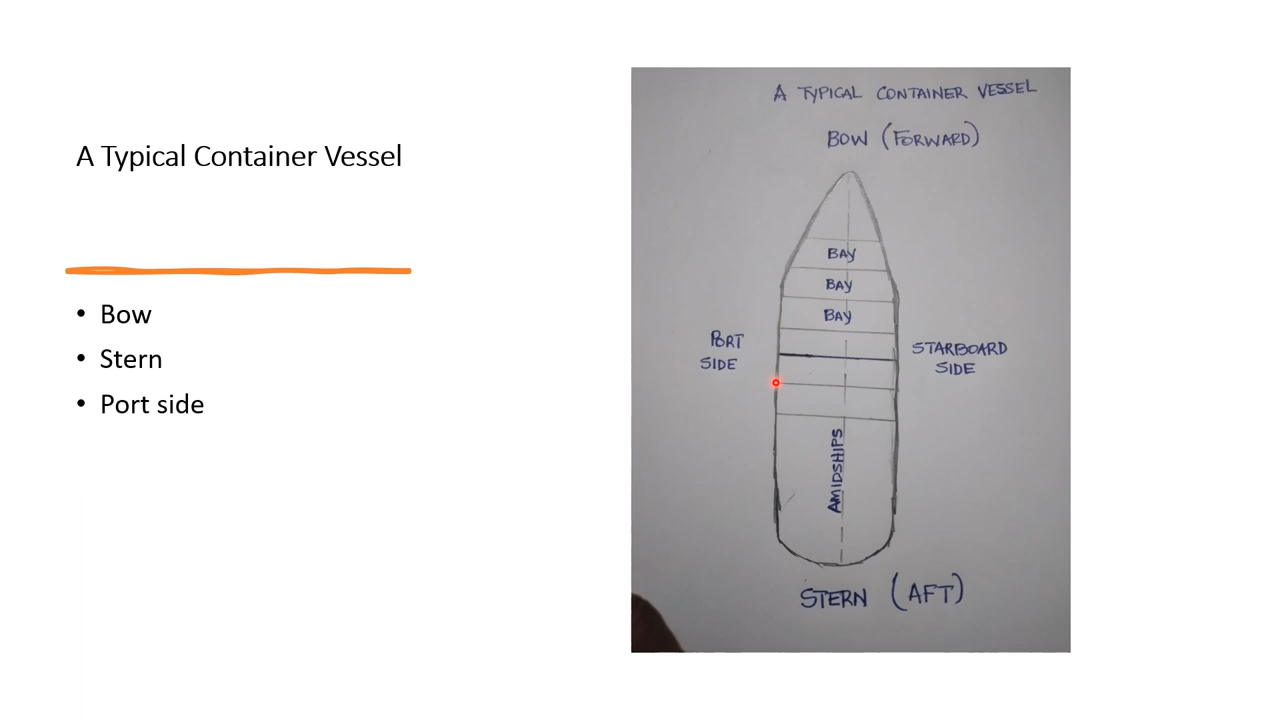 A Typical Container Vessel
• Bow
• Stern
• Port side
A TYPICAL CONTAINER VESSEL
BOW (FORWARD)
BAY
BAY
BAY
PORT
SIDE
STARBOARD
SIDE
AMIDSHIPS
STERN (AFT)